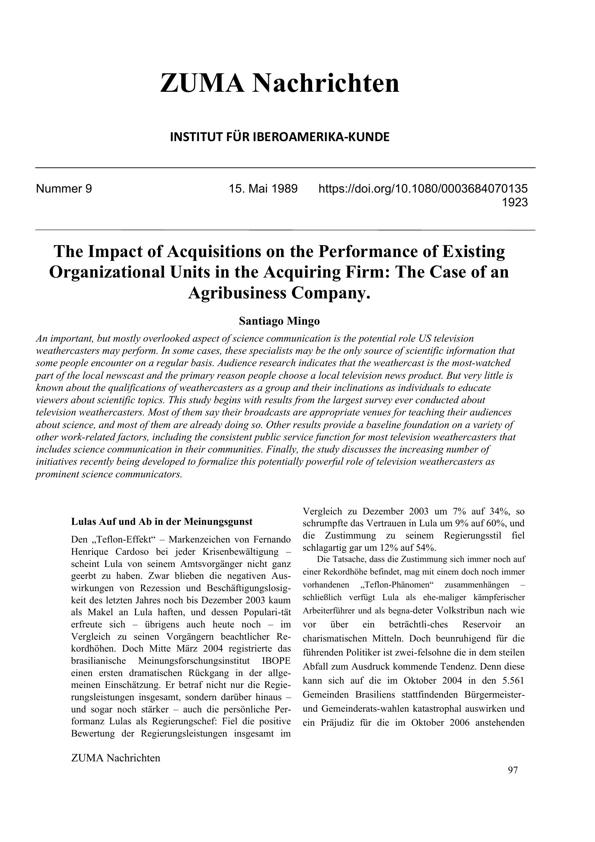 ZUMA Nachrichten
INSTITUT FÜR IBEROAMERIKA-KUNDE
Nummer 9 15. Mai 1989 https://doi.org/10.1080/0003684070135
1923
The Impact of Acquisitions on the Performance of Existing
Organizational Units in the Acquiring Firm: The Case of an
Agribusiness Company.
Santiago Mingo
An important, but mostly overlooked aspect of science communication is the potential role US television
weathercasters may perform. In some cases, these specialists may be the only source of scientific information that
some people encounter on a regular basis. Audience research indicates that the weathercast is the most-watched
part of the local newscast and the primary reason people choose a local television news product. But very little is
known about the qualifications of weathercasters as a group and their inclinations as individuals to educate
viewers about scientific topics. This study begins with results from the largest survey ever conducted about
television weathercasters. Most of them say their broadcasts are appropriate venues for teaching their audiences
about science, and most of them are already doing so. Other results provide a baseline foundation on a variety of
other work-related factors, including the consistent public service function for most television weathercasters that
includes science communication in their communities. Finally, the study discusses the increasing number of
initiatives recently being developed to formalize this potentially powerful role of television weathercasters as
prominent science communicators.
Lulas Auf und Ab in der Meinungsgunst
Den „Teflon-Effekt“ – Markenzeichen von Fernando
Henrique Cardoso bei jeder Krisenbewältigung –
scheint Lula von seinem Amtsvorgänger nicht ganz
geerbt zu haben. Zwar blieben die negativen Aus-
wirkungen von Rezession und Beschäftigungslosig-
keit des letzten Jahres noch bis Dezember 2003 kaum
als Makel an Lula haften, und dessen Populari-tät
erfreute sich – übrigens auch heute noch – im
Vergleich zu seinen Vorgängern beachtlicher Re-
kordhöhen. Doch Mitte März 2004 registrierte das
brasilianische Meinungsforschungsinstitut IBOPE
einen ersten dramatischen Rückgang in der allge-
meinen Einschätzung. Er betraf nicht nur die Regie-
rungsleistungen insgesamt, sondern darüber hinaus –
und sogar noch stärker – auch die persönliche Per-
formanz Lulas als Regierungschef: Fiel die positive
Bewertung der Regierungsleistungen insgesamt im
Vergleich zu Dezember 2003 um 7% auf 34%, so
schrumpfte das Vertrauen in Lula um 9% auf 60%, und
die Zustimmung zu seinem Regierungsstil fiel
schlagartig gar um 12% auf 54%.
Die Tatsache, dass die Zustimmung sich immer noch auf
einer Rekordhöhe befindet, mag mit einem doch noch immer
vorhandenen „Teflon-Phänomen“ zusammenhängen –
schließlich verfügt Lula als ehe-maliger kämpferischer
Arbeiterführer und als begna-deter Volkstribun nach wie
vor über ein beträchtli-ches Reservoir an
charismatischen Mitteln. Doch beunruhigend für die
führenden Politiker ist zwei-felsohne die in dem steilen
Abfall zum Ausdruck kommende Tendenz. Denn diese
kann sich auf die im Oktober 2004 in den 5.561
Gemeinden Brasiliens stattfindenden Bürgermeister-
und Gemeinderats-wahlen katastrophal auswirken und
ein Präjudiz für die im Oktober 2006 anstehenden
ZUMA Nachrichten
97